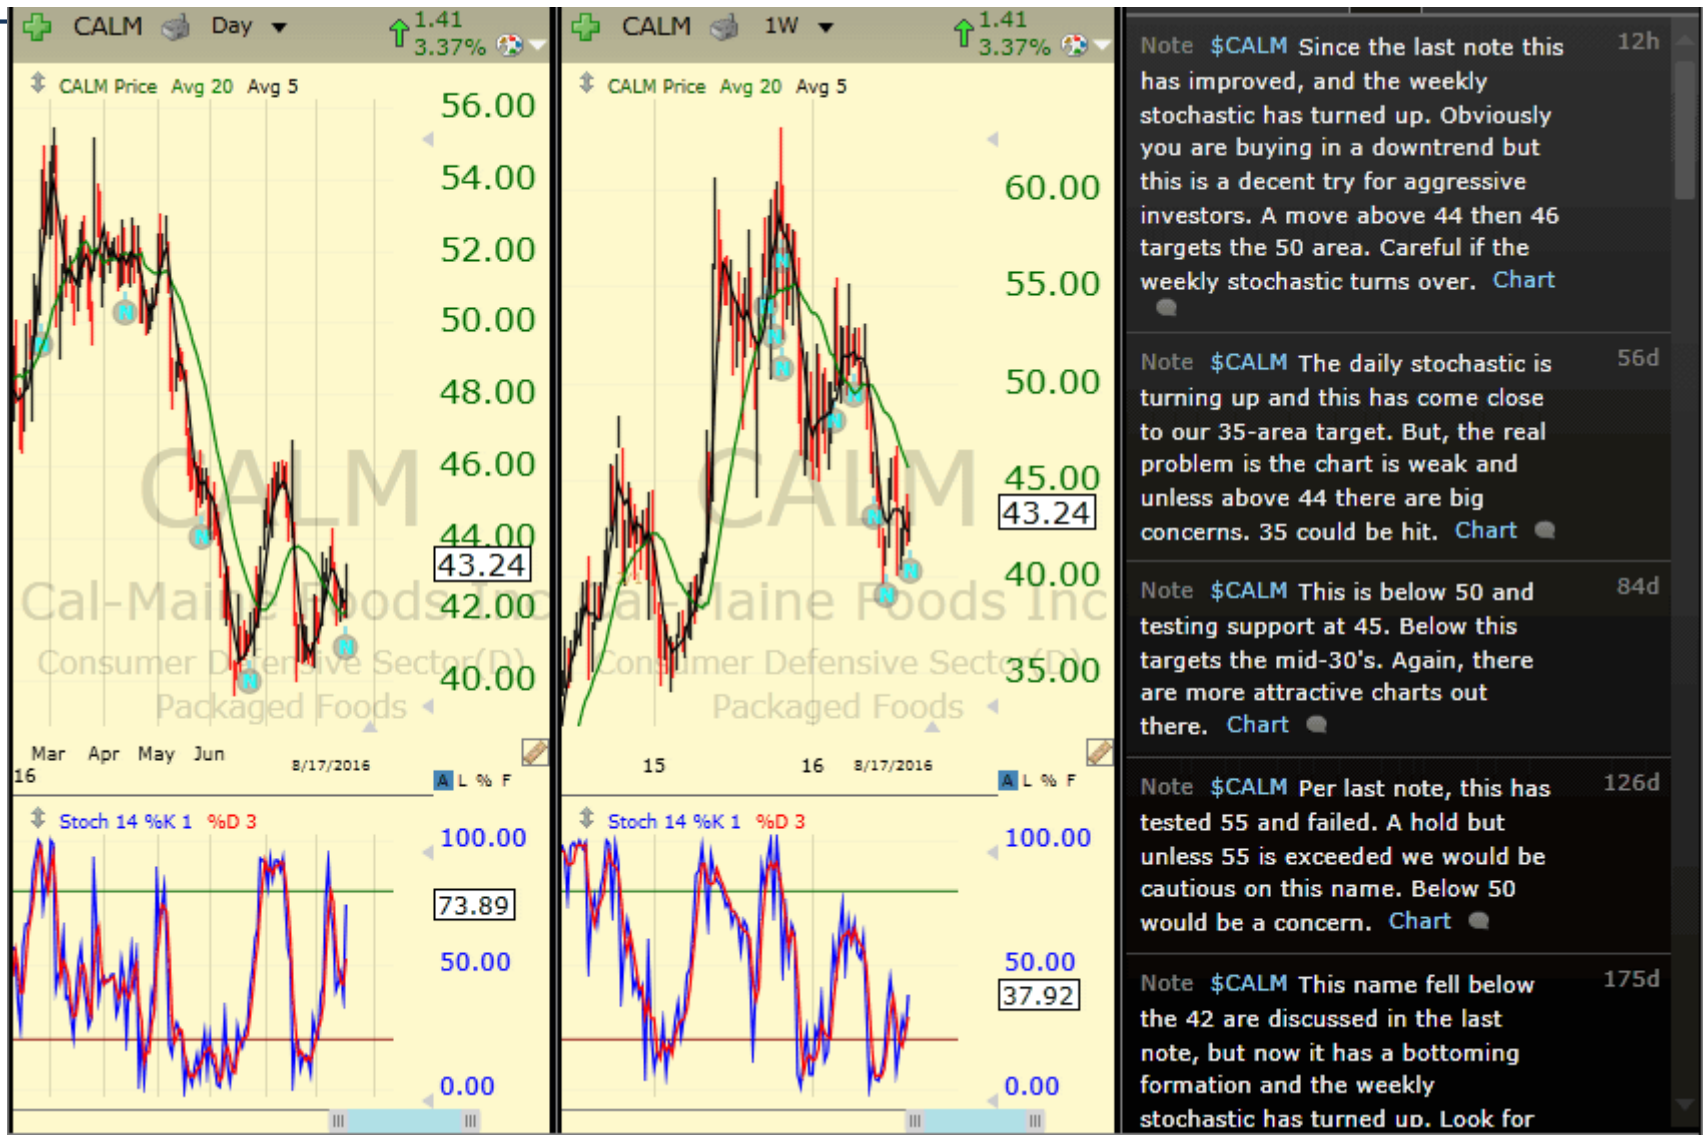 CALM Day
1.41
3.37%
CALM Price Avg 20 Avg 5
56.00
54.00
52.00
50.00
48.00
46.00
44.00
43.24
42.00
40.00
CALM
Cal-Maine Foods Inc
Consumer Defensive Sector(D)
Packaged Foods
Mar Apr May Jun
16
8/17/2016
A L % F
Stoch 14 %K 1 %D 3
100.00
73.89
50.00
0.00
CALM 1W
1.41
3.37%
CALM Price Avg 20 Avg 5
60.00
55.00
50.00
45.00
43.24
40.00
35.00
CALM
Cal-Maine Foods Inc
Consumer Defensive Sector(D)
Packaged Foods
15 16 8/17/2016
A L % F
Stoch 14 %K 1 %D 3
100.00
50.00
37.92
0.00
Note $CALM Since the last note this 12h
has improved, and the weekly
stochastic has turned up. Obviously
you are buying in a downtrend but
this is a decent try for aggressive
investors. A move above 44 then 46
targets the 50 area. Careful if the
weekly stochastic turns over. Chart
Note $CALM The daily stochastic is 56d
turning up and this has come close
to our 35-area target. But, the real
problem is the chart is weak and
unless above 44 there are big
concerns. 35 could be hit. Chart
Note $CALM This is below 50 and 84d
testing support at 45. Below this
targets the mid-30's. Again, there
are more attractive charts out
there. Chart
Note $CALM Per last note, this has 126d
tested 55 and failed. A hold but
unless 55 is exceeded we would be
cautious on this name. Below 50
would be a concern. Chart
Note $CALM This name fell below 175d
the 42 are discussed in the last
note, but now it has a bottoming
formation and the weekly
stochastic has turned up. Look for